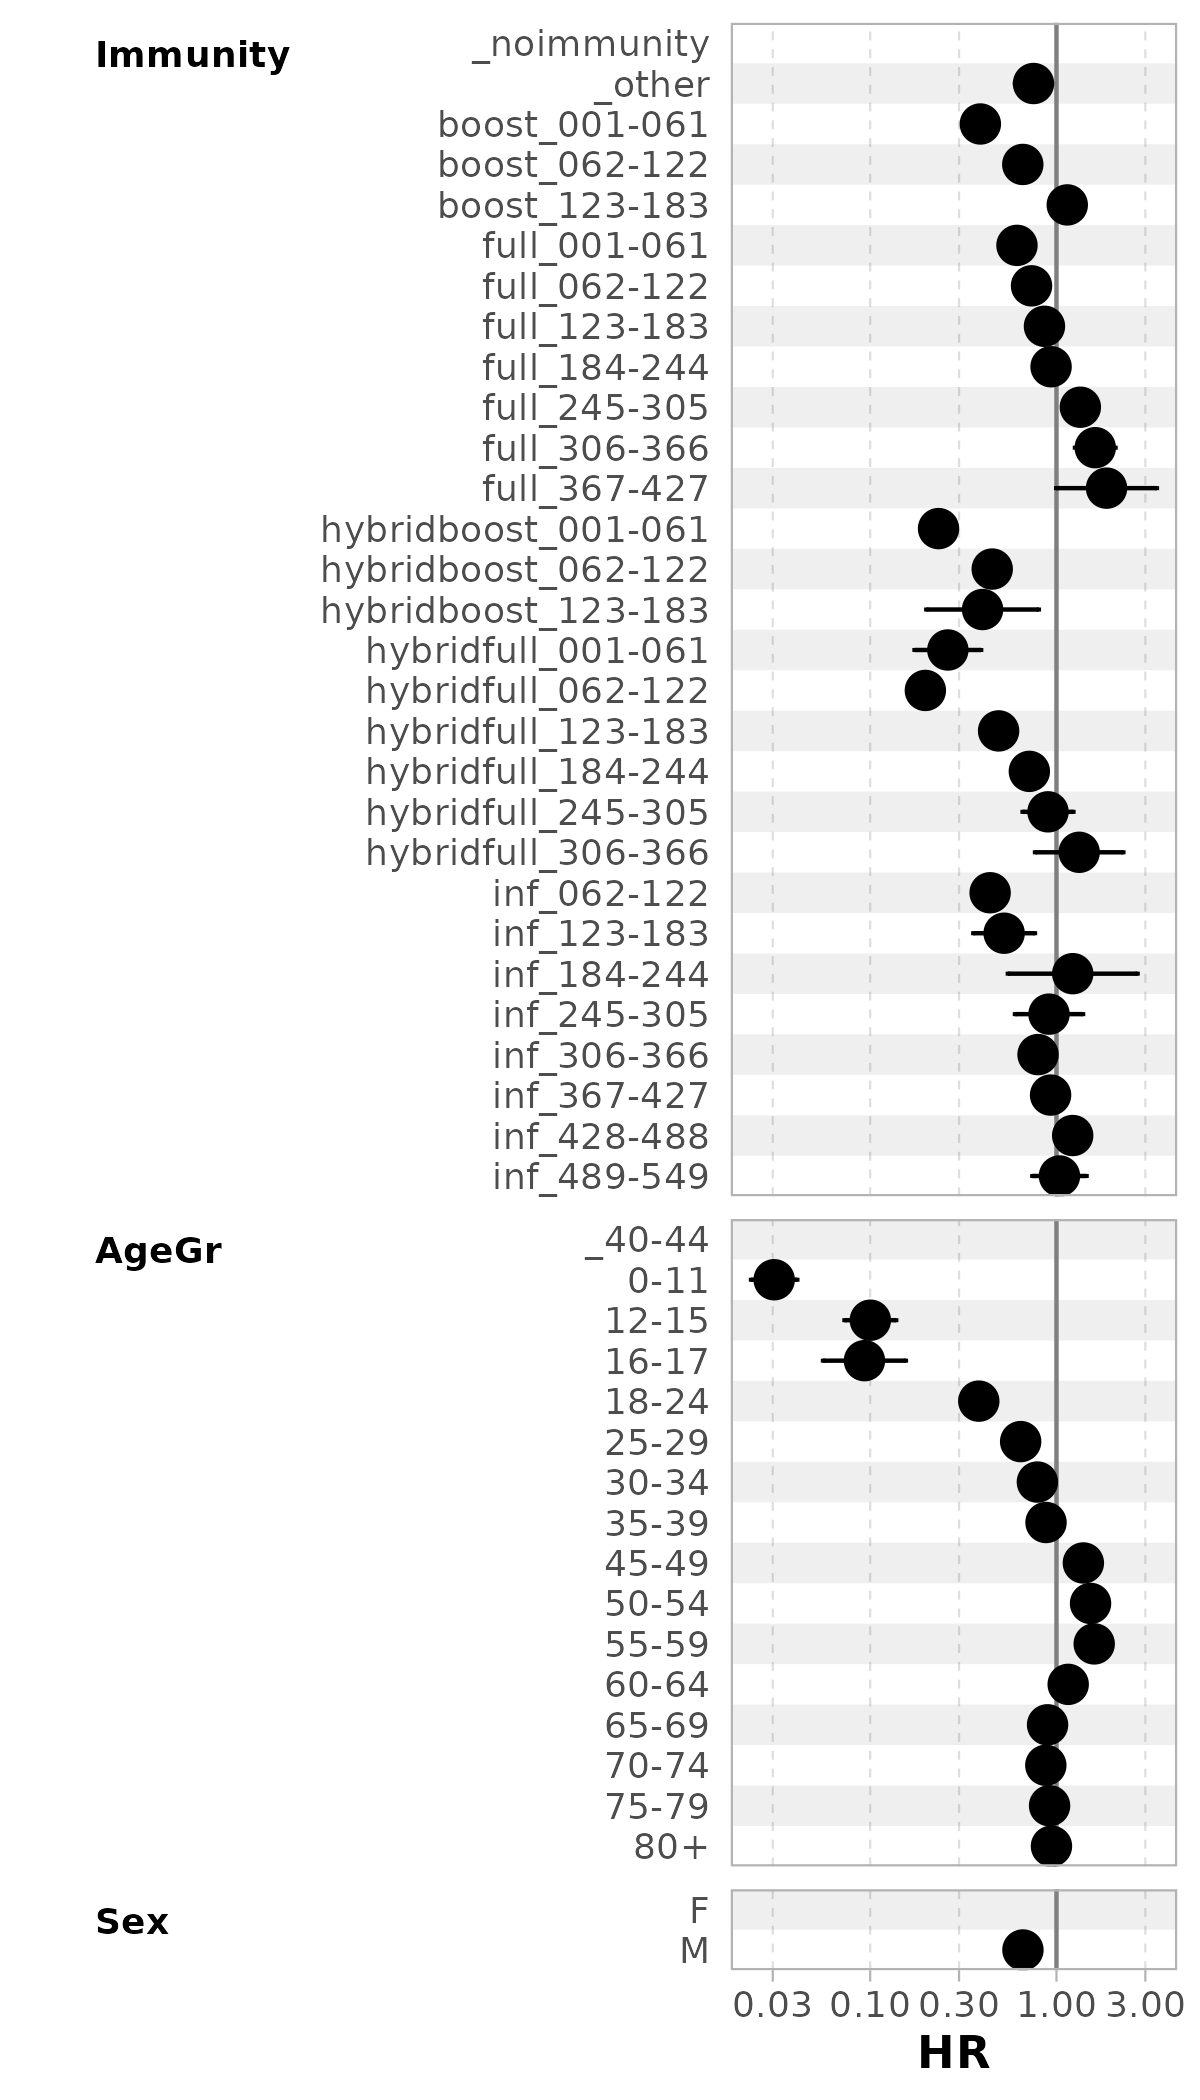 Immunity
_noimmunity
_other
boost_001-061
boost_062-122
boost_123-183
full_001-061
full_062-122
full_123-183
full_184-244
full_245-305
full_306-366
full_367-427
hybridboost_001-061
hybridboost_062-122
hybridboost_123-183
hybridfull_001-061
hybridfull_062-122
hybridfull_123-183
hybridfull_184-244
hybridfull_245-305
hybridfull_306-366
inf_062-122
inf_123-183
inf_184-244
inf_245-305
inf_306-366
inf_367-427
inf_428-488
inf_489-549
AgeGr
_40-44
0-11
12-15
16-17
18-24
25-29
30-34
35-39
45-49
50-54
55-59
60-64
65-69
70-74
75-79
80+
Sex
F
M
0.03 0.10 0.30 1.00 3.00
HR